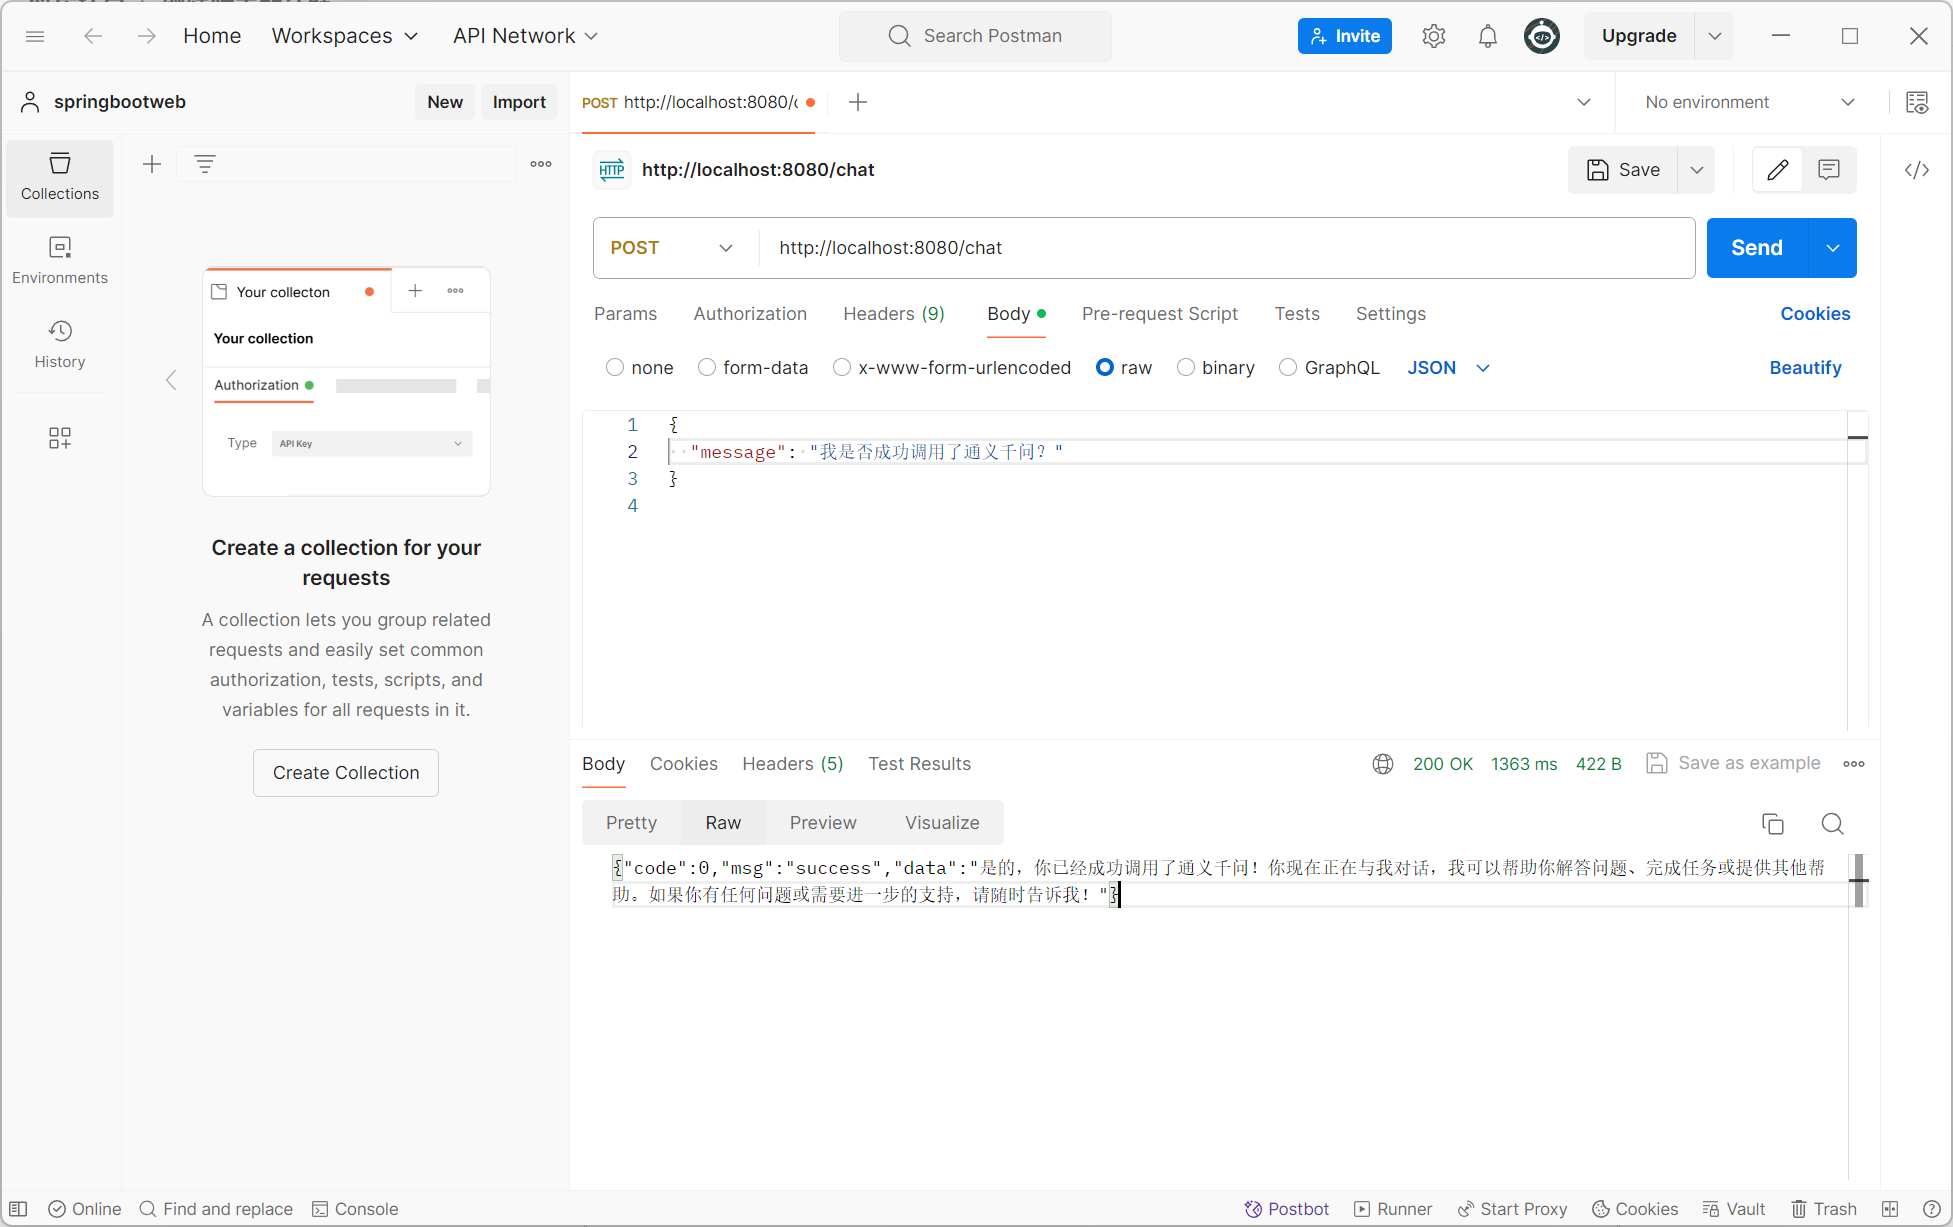 Home
Workspaces
API Network
Search Postman
Invite
Upgrade
springbootweb
New
Import
POST http://localhost:8080/c
No environment
Collections
Environments
History
Your collecton
Your collection
Authorization
Type
API Key
Create a collection for your
requests
A collection lets you group related
requests and easily set common
authorization, tests, scripts, and
variables for all requests in it.
Create Collection
HTTP
http://localhost:8080/chat
Save
POST
http://localhost:8080/chat
Send
Params
Authorization
Headers (9)
Body
Pre-request Script
Tests
Settings
Cookies
none
form-data
x-www-form-urlencoded
raw
binary
GraphQL
JSON
Beautify
1 {
2 "message": "我是否成功调用了通义千问？"
3 }
4
Body
Cookies
Headers (5)
Test Results
200 OK
1363 ms
422 B
Save as example
Pretty
Raw
Preview
Visualize
{"code":0,"msg":"success","data":"是的，你已经成功调用了通义千问！你现在正在与我对话，我可以帮助你解答问题、完成任务或提供其他帮
助。如果你有任何问题或需要进一步的支持，请随时告诉我！"}
Online
Find and replace
Console
Postbot
Runner
Start Proxy
Cookies
Vault
Trash